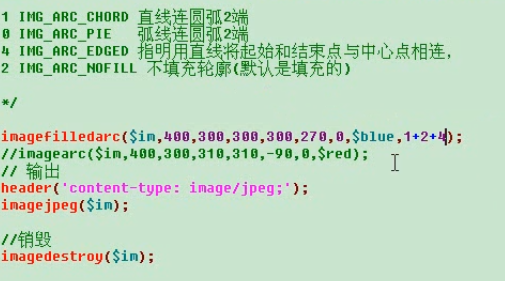 1 IMG_ARC_CHORD 直线连圆弧2端
0 IMG_ARC_PIE 弧线连圆弧2端
4 IMG_ARC_EDGED 指明用直线将起始和结束点与中心点相连,
2 IMG_ARC_NOFILL 不填充轮廓(默认是填充的)
*/
imagefilledarc($im,400,300,300,300,270,0,$blue,1+2+4);
//imagearc($im,400,300,310,310,-90,0,$red);
// 输出
header('content-type: image/jpeg;');
imagejpeg($im);
//销毁
imagedestroy($im);